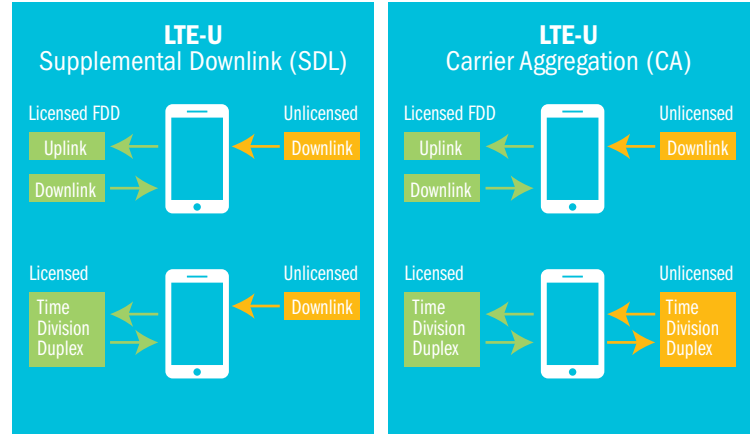 LTE-U
Supplemental Downlink (SDL)
Licensed FDD
Unlicensed
Uplink
Downlink
Downlink
Licensed
Unlicensed
Time
Division
Duplex
Downlink
LTE-U
Carrier Aggregation (CA)
Licensed FDD
Unlicensed
Uplink
Downlink
Downlink
Licensed
Unlicensed
Time
Division
Duplex
Time
Division
Duplex